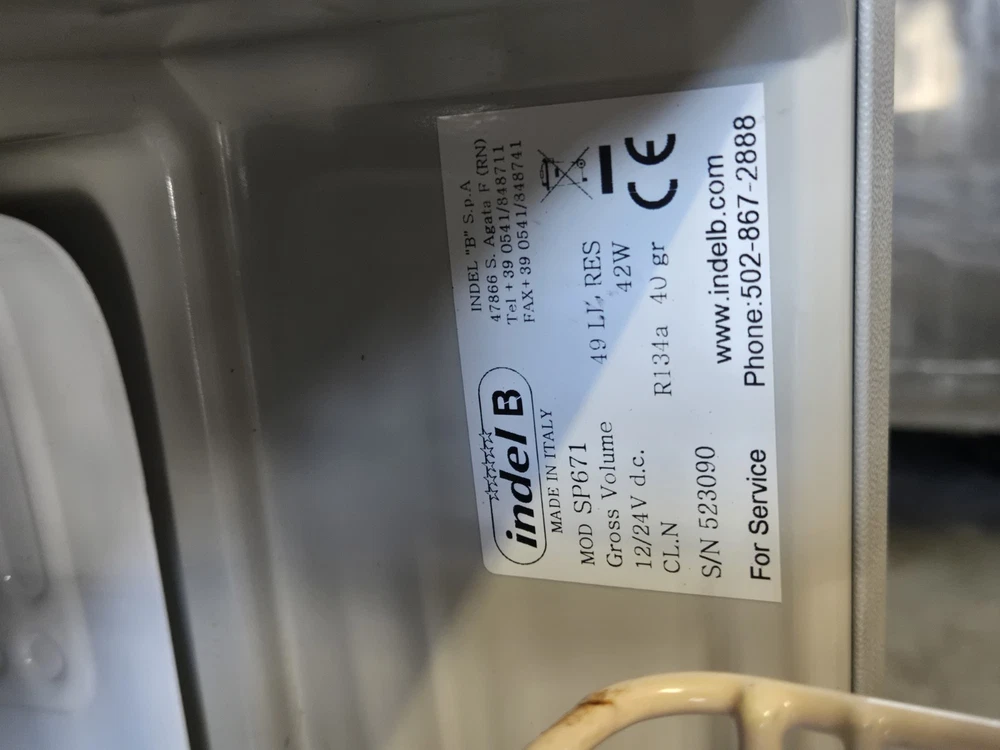 indel B
MADE IN ITALY
INDEL "B" S.p.A
47866 S. Agata F (RN)
Tel +39 0541/848711
FAX+39 0541/848741
MOD SP671
Gross Volume 49 RES
12/24V d.c. 42W
CL.N R134a 40 gr
CE
S/N 523090
www.indelb.com
For Service Phone:502-867-2888